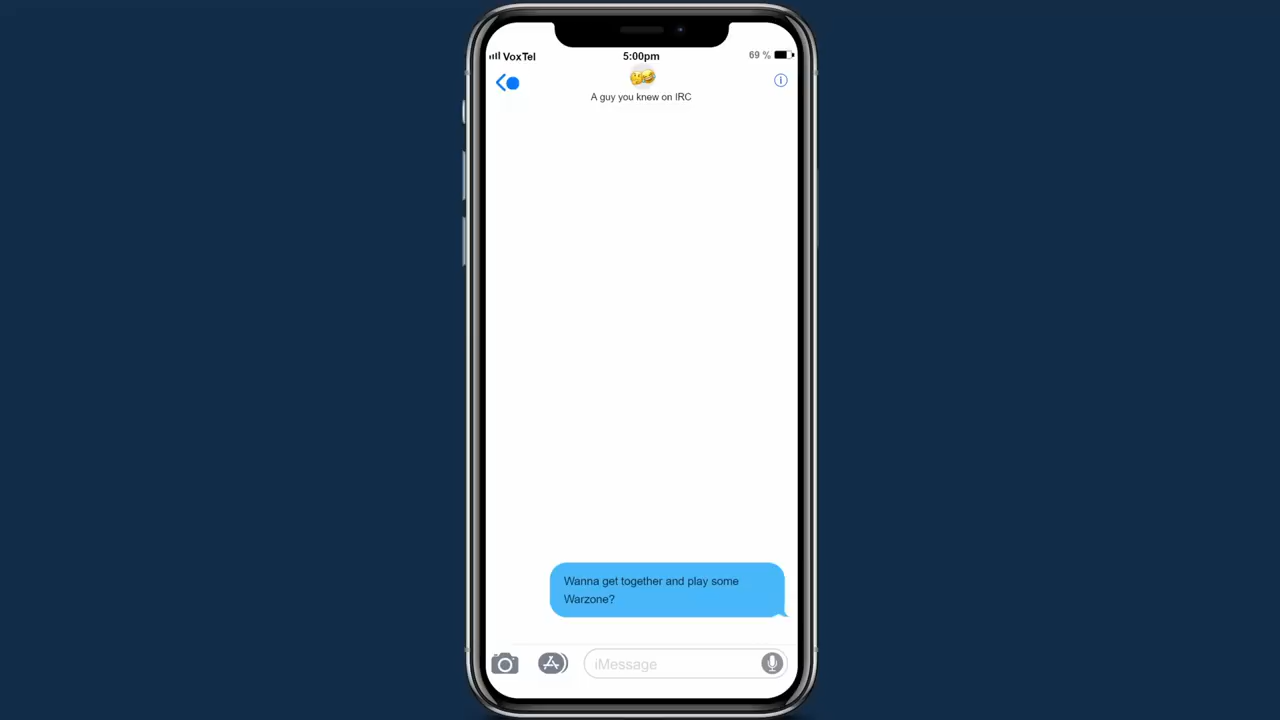 VoxTel 5:00pm 69 %
A guy you knew on IRC
Wanna get together and play some
Warzone?
iMessage